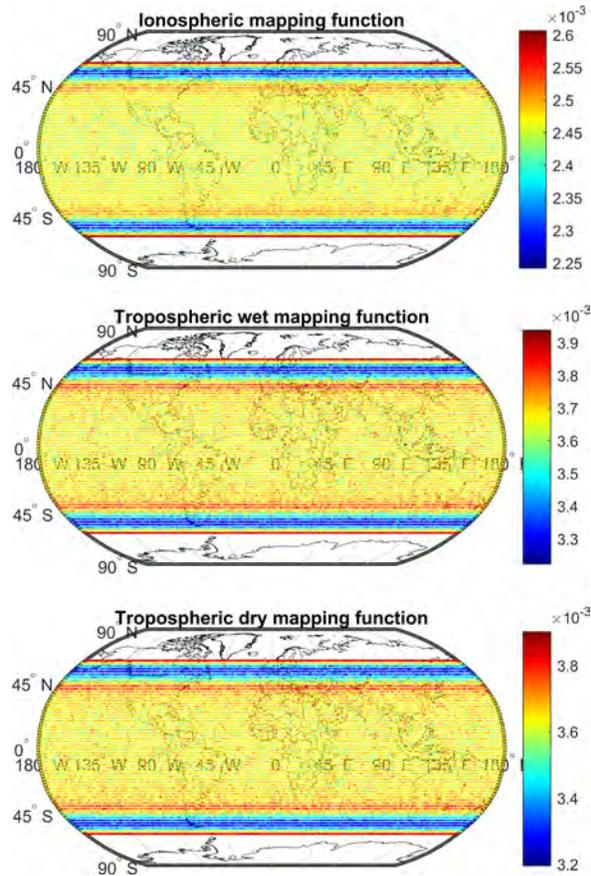 Ionospheric mapping function
×10⁻³
90° N
45° N
0°
180° W 135° W 90° W 45° W 0° 45° E 90° E 135° E 180° E
45° S
90° S
2.6
2.55
2.5
2.45
2.4
2.35
2.3
2.25
Tropospheric wet mapping function
×10⁻³
90° N
45° N
0°
180° W 135° W 90° W 45° W 0° 45° E 90° E 135° E 180° E
45° S
90° S
3.9
3.8
3.7
3.6
3.5
3.4
3.3
Tropospheric dry mapping function
×10⁻³
90° N
45° N
0°
180° W 135° W 90° W 45° W 0° 45° E 90° E 135° E 180° E
45° S
90° S
3.8
3.6
3.4
3.2